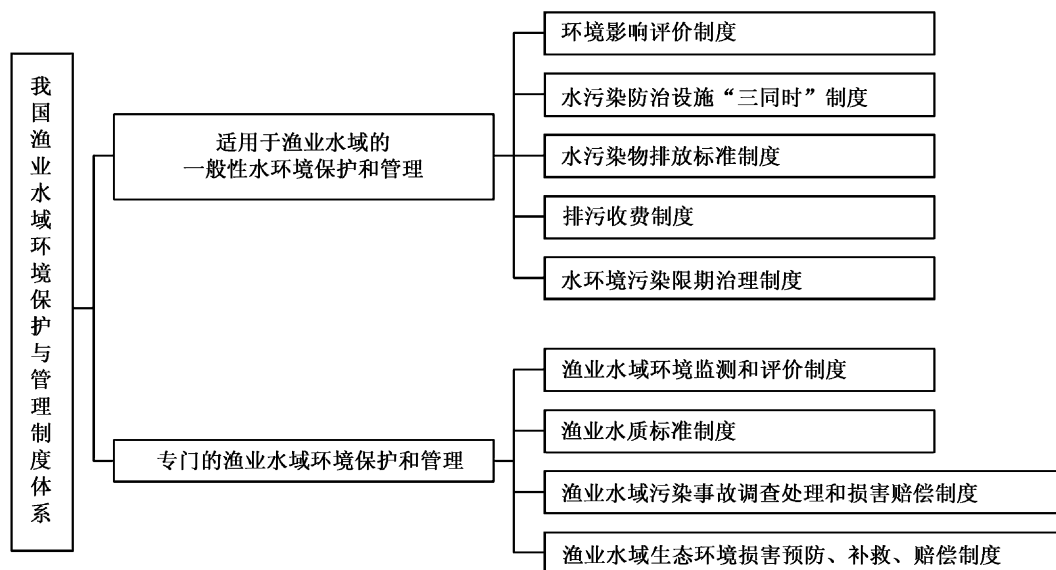 我国渔业水域环境保护与管理制度体系
适用于渔业水域的
一般性水环境保护和管理
环境影响评价制度
水污染防治设施“三同时”制度
水污染物排放标准制度
排污收费制度
水环境污染限期治理制度
专门的渔业水域环境保护和管理
渔业水域环境监测和评价制度
渔业水质标准制度
渔业水域污染事故调查处理和损害赔偿制度
渔业水域生态环境损害预防、补救、赔偿制度